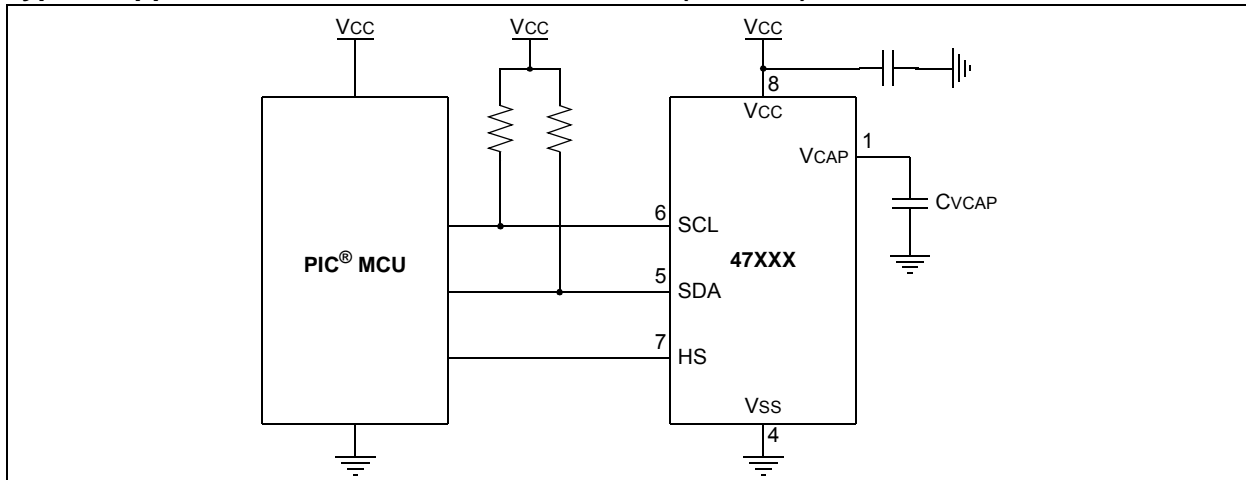 VCC VCC VCC
8
VCC
1
VCAP
CVCAP
6 SCL
PIC® MCU 47XXX
5 SDA
7 HS
VSS
4